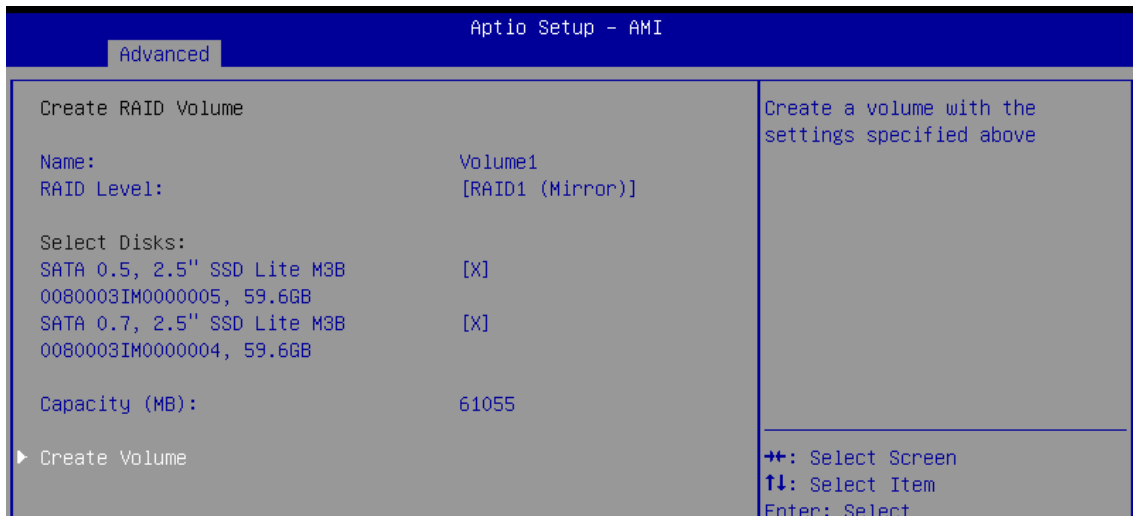 Aptio Setup – AMI
Advanced
Create RAID Volume
Name: Volume1
RAID Level: [RAID1 (Mirror)]
Select Disks:
SATA 0.5, 2.5" SSD Lite M3B [X]
0080003IM0000005, 59.6GB
SATA 0.7, 2.5" SSD Lite M3B [X]
0080003IM0000004, 59.6GB
Capacity (MB): 61055
▶ Create Volume
Create a volume with the
settings specified above
→←: Select Screen
↑↓: Select Item
Enter: Select